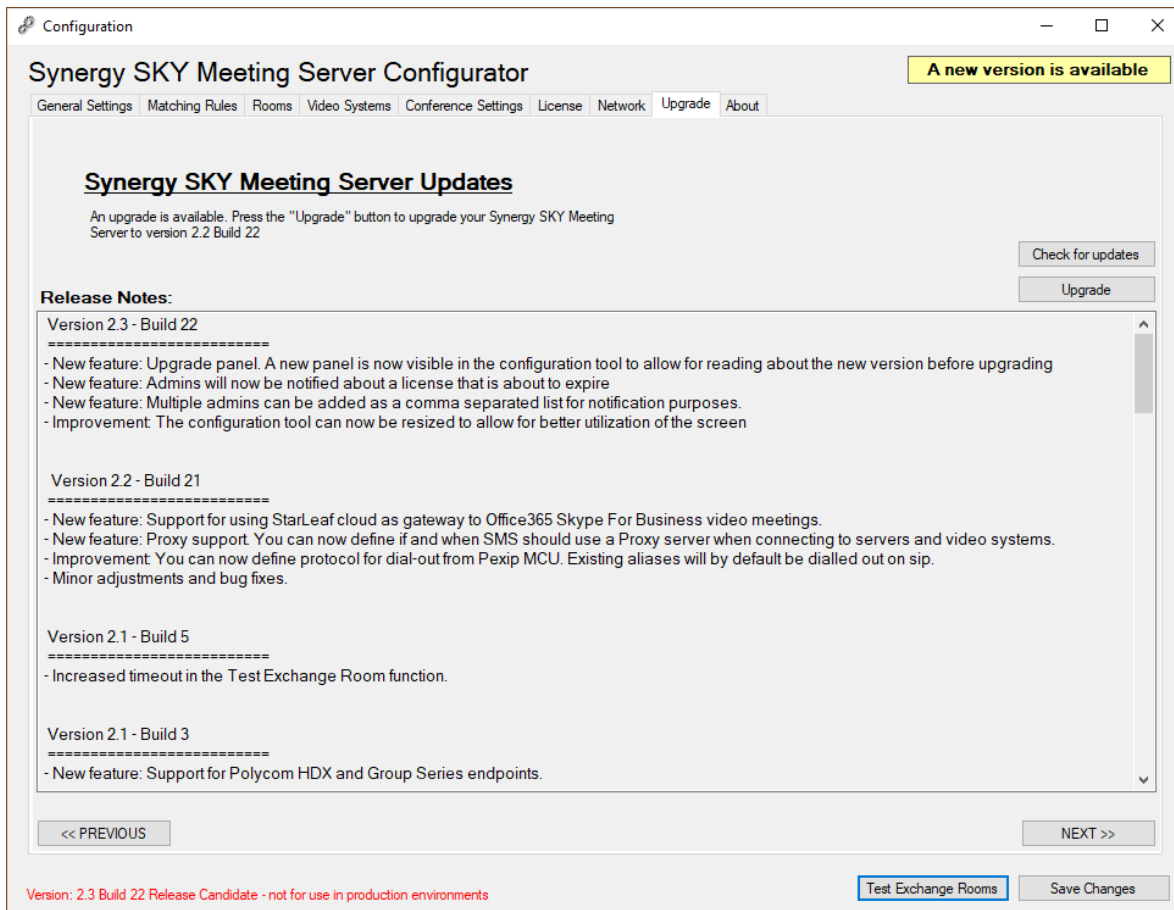 Configuration
Synergy SKY Meeting Server Configurator
A new version is available
General Settings Matching Rules Rooms Video Systems Conference Settings License Network Upgrade About
Synergy SKY Meeting Server Updates
An upgrade is available. Press the "Upgrade" button to upgrade your Synergy SKY Meeting
Server to version 2.2 Build 22
Check for updates
Upgrade
Release Notes:
Version 2.3 - Build 22
==========================
- New feature: Upgrade panel. A new panel is now visible in the configuration tool to allow for reading about the new version before upgrading
- New feature: Admins will now be notified about a license that is about to expire
- New feature: Multiple admins can be added as a comma separated list for notification purposes.
- Improvement: The configuration tool can now be resized to allow for better utilization of the screen
Version 2.2 - Build 21
==========================
- New feature: Support for using StarLeaf cloud as gateway to Office365 Skype For Business video meetings.
- New feature: Proxy support. You can now define if and when SMS should use a Proxy server when connecting to servers and video systems.
- Improvement: You can now define protocol for dial-out from Pexip MCU. Existing aliases will by default be dialled out on sip.
- Minor adjustments and bug fixes.
Version 2.1 - Build 5
==========================
- Increased timeout in the Test Exchange Room function.
Version 2.1 - Build 3
==========================
- New feature: Support for Polycom HDX and Group Series endpoints.
<< PREVIOUS
NEXT >>
Version: 2.3 Build 22 Release Candidate - not for use in production environments
Test Exchange Rooms
Save Changes